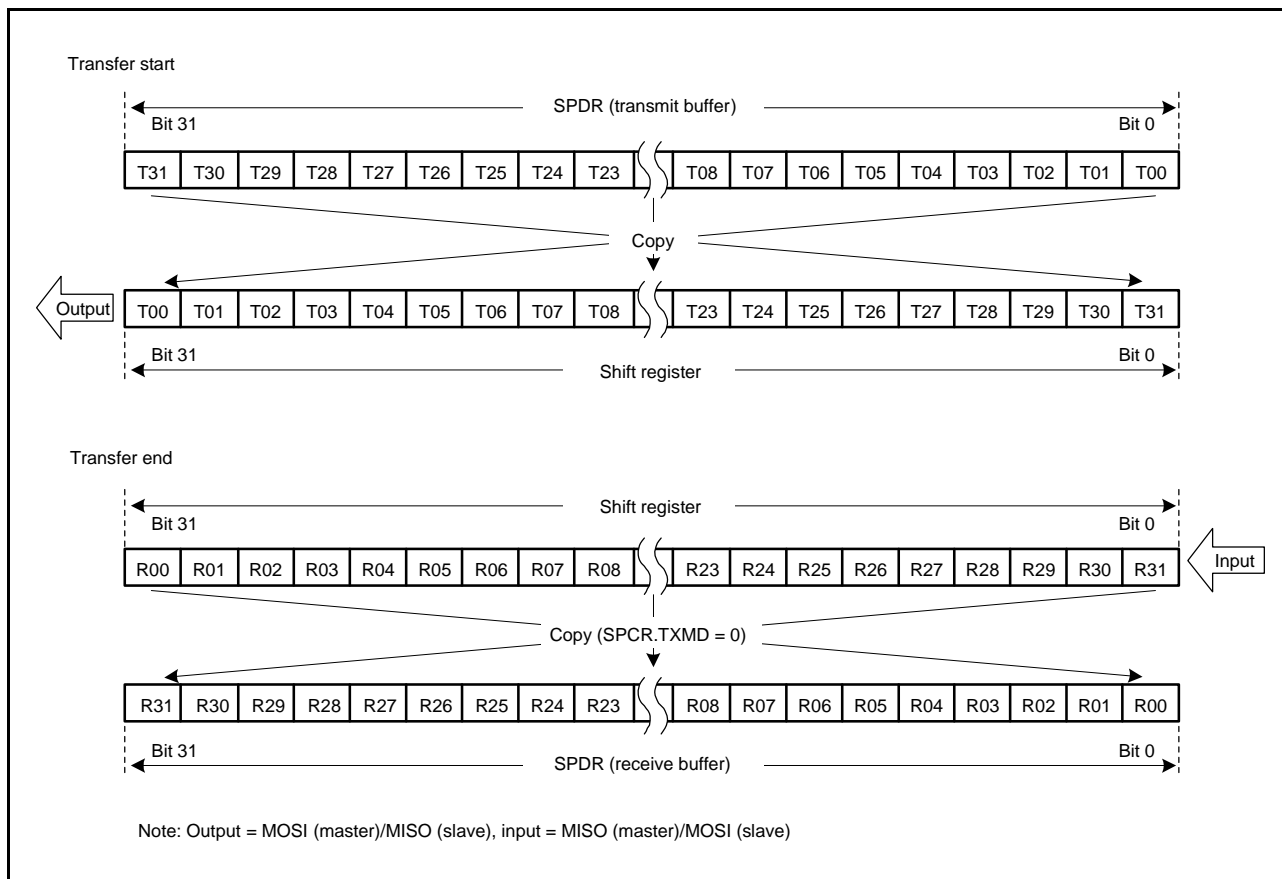 Transfer start
SPDR (transmit buffer)
Bit 31 Bit 0
T31 T30 T29 T28 T27 T26 T25 T24 T23 T08 T07 T06 T05 T04 T03 T02 T01 T00
Copy
Output
T00 T01 T02 T03 T04 T05 T06 T07 T08 T23 T24 T25 T26 T27 T28 T29 T30 T31
Bit 31 Bit 0
Shift register
Transfer end
Shift register
Bit 31 Bit 0
R00 R01 R02 R03 R04 R05 R06 R07 R08 R23 R24 R25 R26 R27 R28 R29 R30 R31
Input
Copy (SPCR.TXMD = 0)
R31 R30 R29 R28 R27 R26 R25 R24 R23 R08 R07 R06 R05 R04 R03 R02 R01 R00
Bit 31 Bit 0
SPDR (receive buffer)
Note: Output = MOSI (master)/MISO (slave), input = MISO (master)/MOSI (slave)